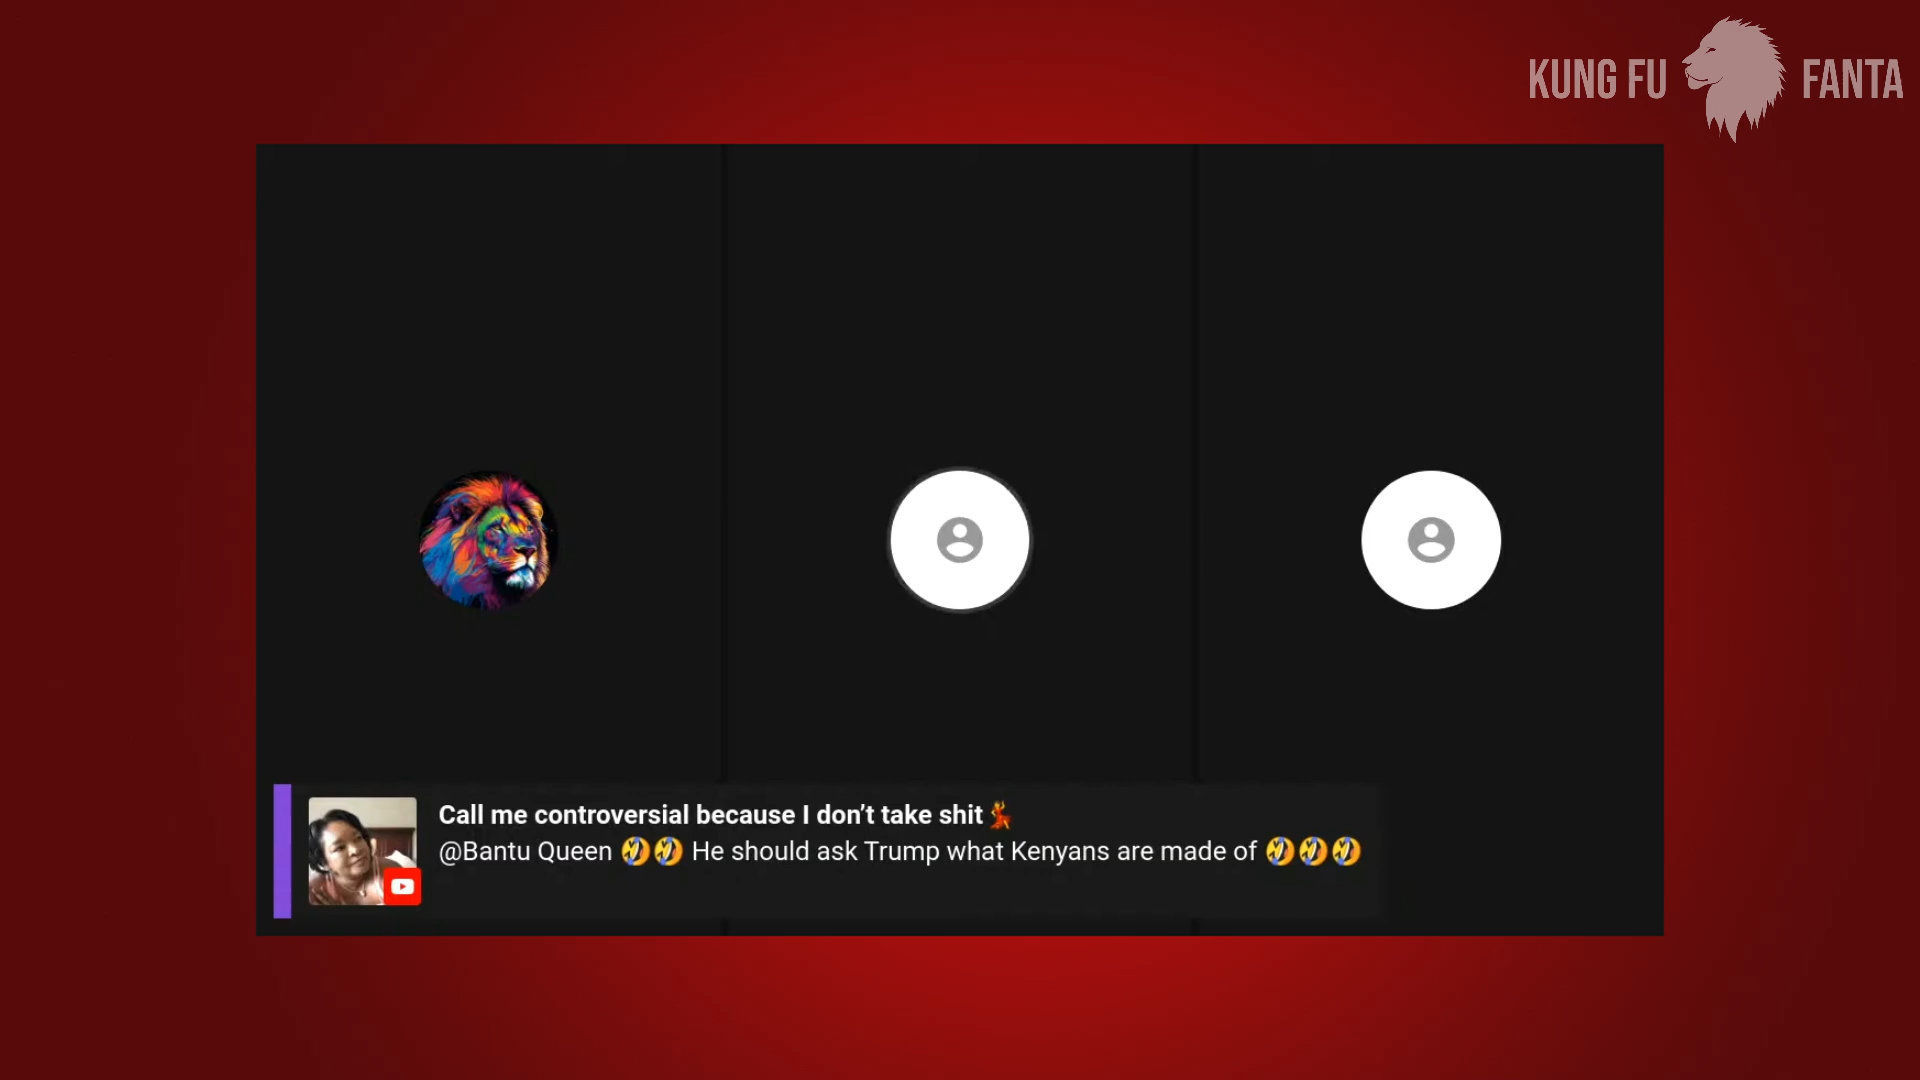 KUNG FU FANTA
Call me controversial because I don’t take shit💃
@Bantu Queen 🤣🤣 He should ask Trump what Kenyans are made of 🤣🤣🤣